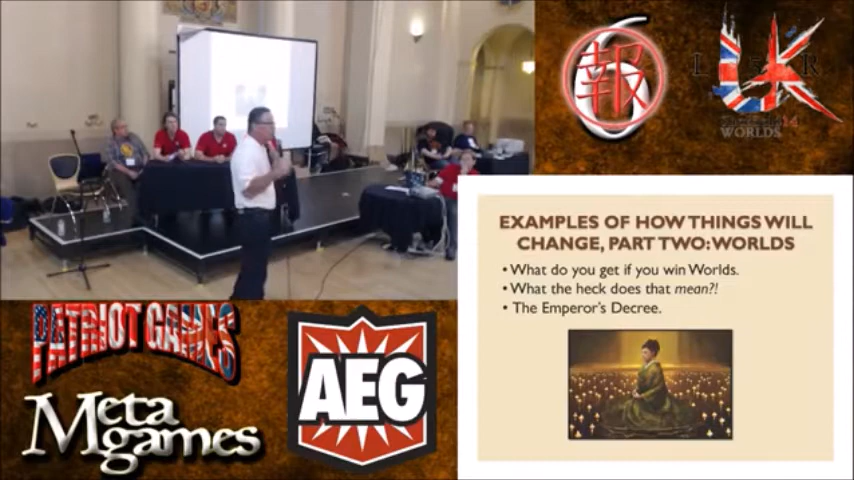 報
L5R
UK
WORLDS
EXAMPLES OF HOW THINGS WILL
CHANGE, PART TWO: WORLDS
• What do you get if you win Worlds.
• What the heck does that mean?!
• The Emperor's Decree.
PATRIOT GAMES
Meta
games
AEG